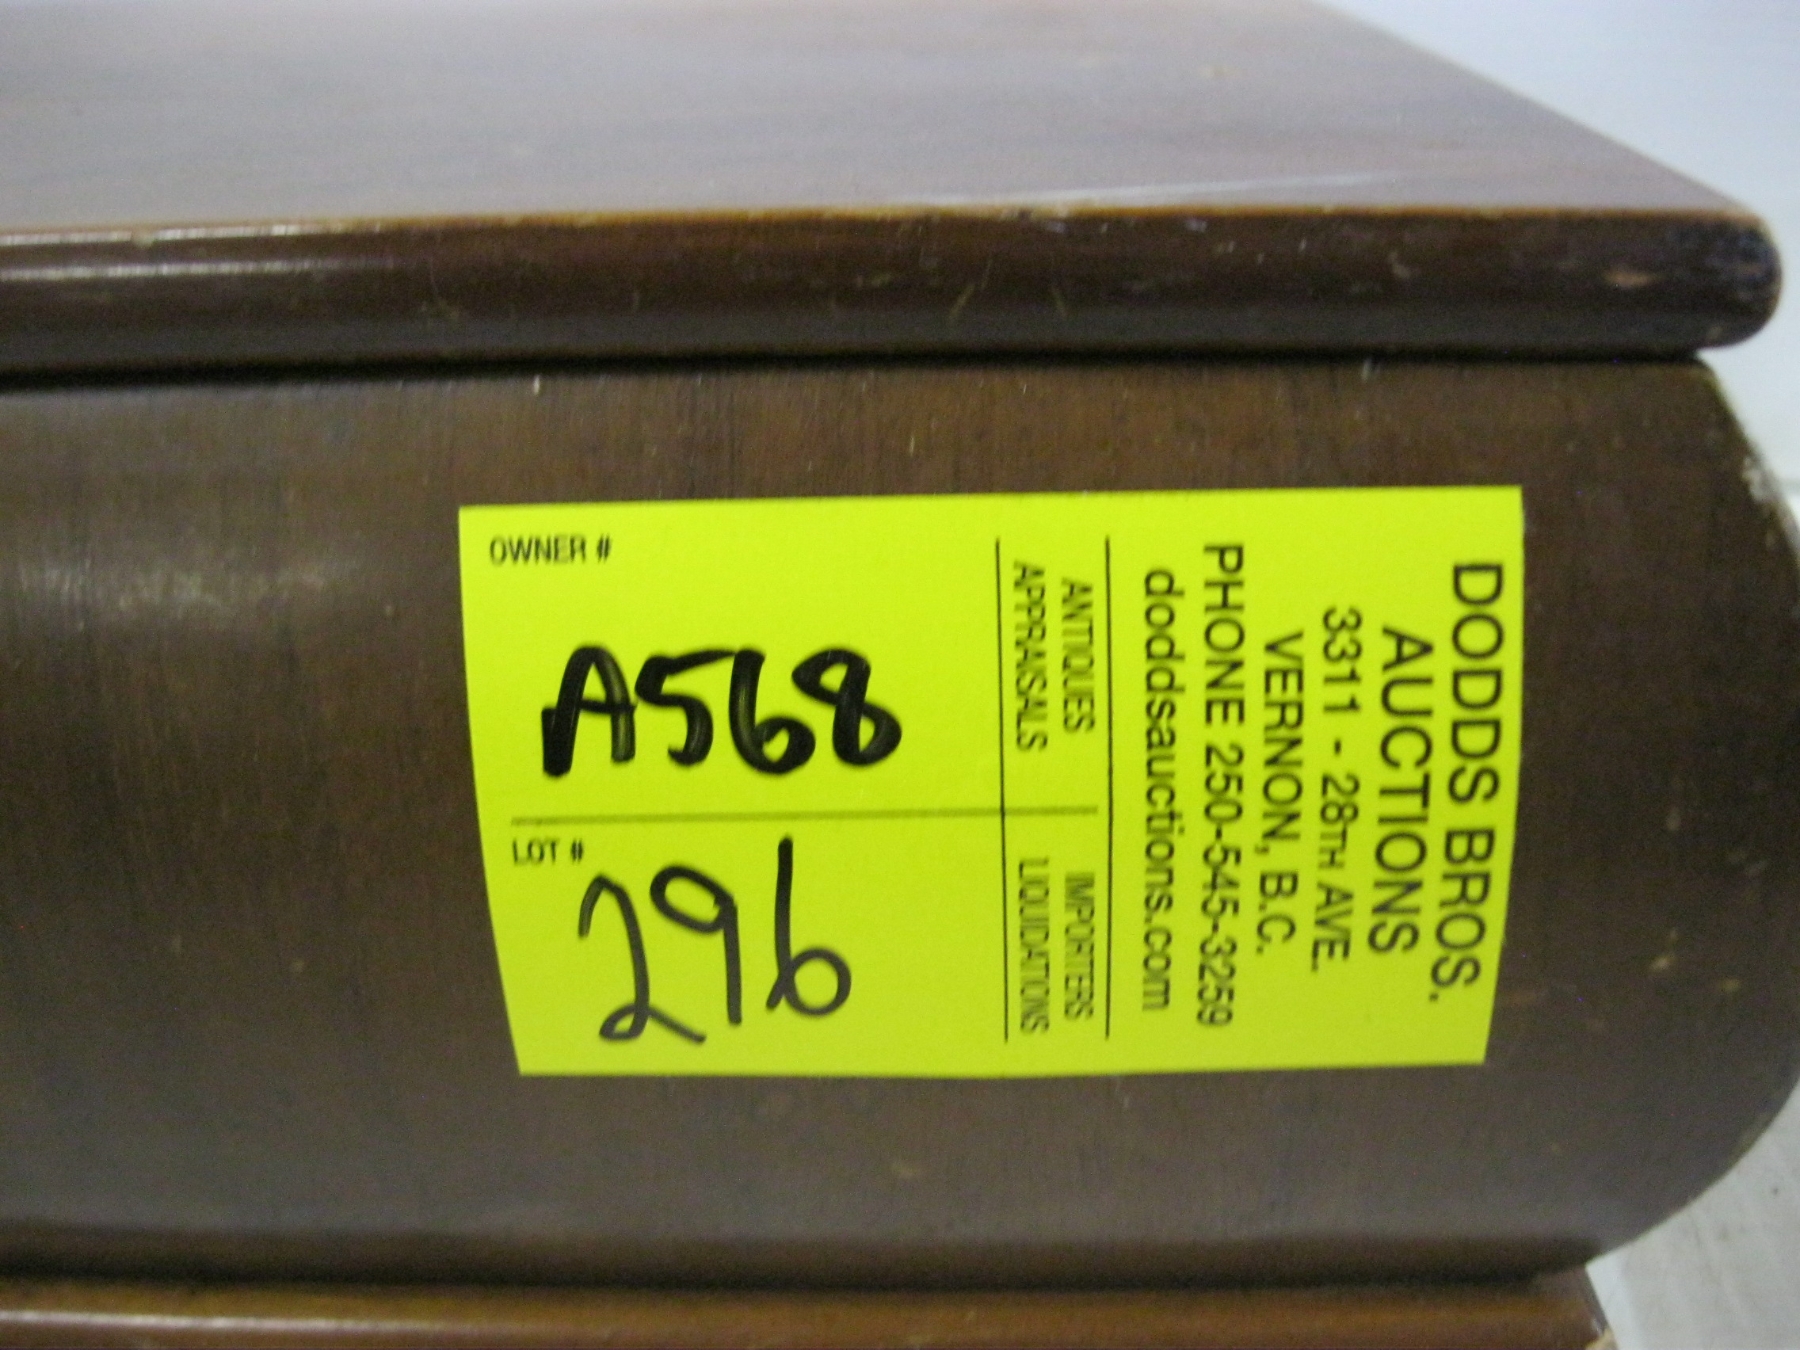 OWNER #
A568
LOT #
296
DODDS BROS.
AUCTIONS
3311 - 28TH AVE.
VERNON, B.C.
PHONE 250-545-3259
doddsauctions.com
ANTIQUES IMPORTERS
APPRAISALS LIQUIDATIONS